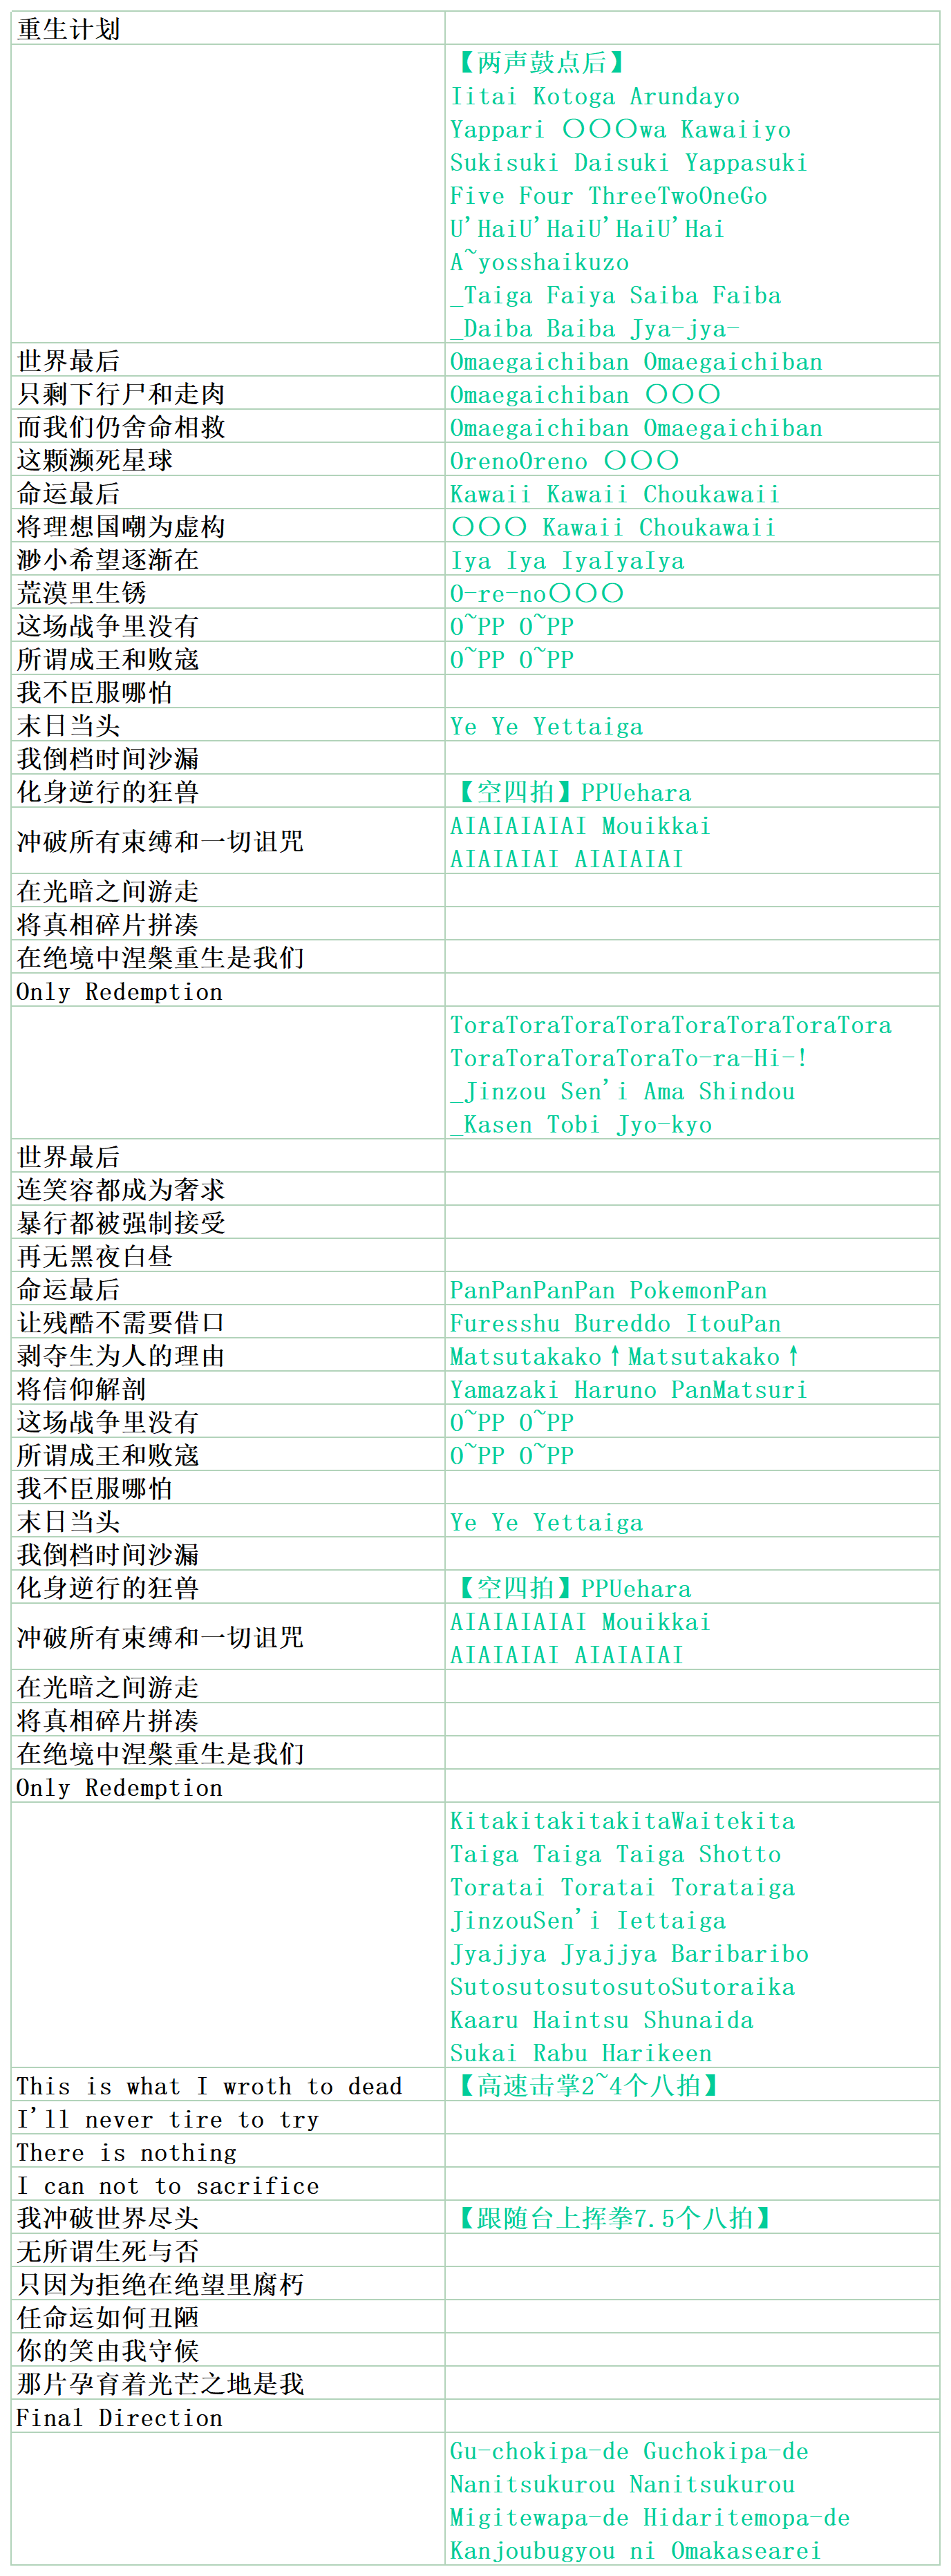 重生计划
【两声鼓点后】
Iitai Kotoga Arundayo
Yappari 〇〇〇wa Kawaiiyo
Sukisuki Daisuki Yappasuki
Five Four ThreeTwoOneGo
U'HaiU'HaiU'HaiU'Hai
A~yosshaikuzo
_Taiga Faiya Saiba Faiba
_Daiba Baiba Jya-jya-
世界最后 Omaegaichiban Omaegaichiban
只剩下行尸和走肉 Omaegaichiban 〇〇〇
而我们仍舍命相救 Omaegaichiban Omaegaichiban
这颗濒死星球 OrenoOreno 〇〇〇
命运最后 Kawaii Kawaii Choukawaii
将理想国嘲为虚构 〇〇〇 Kawaii Choukawaii
渺小希望逐渐在 Iya Iya IyaIyaIya
荒漠里生锈 O-re-no〇〇〇
这场战争里没有 O~PP O~PP
所谓成王和败寇 O~PP O~PP
我不臣服哪怕
末日当头 Ye Ye Yettaiga
我倒档时间沙漏
化身逆行的狂兽 【空四拍】PPUehara
冲破所有束缚和一切诅咒
AIAIAIAIAI Mouikkai
AIAIAIAI AIAIAIAI
在光暗之间游走
将真相碎片拼凑
在绝境中涅槃重生是我们
Only Redemption
ToraToraToraToraToraToraToraTora
ToraToraToraToraTo-ra-Hi-!
_Jinzou Sen'i Ama Shindou
_Kasen Tobi Jyo-kyo
世界最后
连笑容都成为奢求
暴行都被强制接受
再无黑夜白昼
命运最后 PanPanPanPan PokemonPan
让残酷不需要借口 Furesshu Bureddo ItouPan
剥夺生为人的理由 Matsutakako↑Matsutakako↑
将信仰解剖 Yamazaki Haruno PanMatsuri
这场战争里没有 O~PP O~PP
所谓成王和败寇 O~PP O~PP
我不臣服哪怕
末日当头 Ye Ye Yettaiga
我倒档时间沙漏
化身逆行的狂兽 【空四拍】PPUehara
冲破所有束缚和一切诅咒
AIAIAIAIAI Mouikkai
AIAIAIAI AIAIAIAI
在光暗之间游走
将真相碎片拼凑
在绝境中涅槃重生是我们
Only Redemption
KitakitakitakitaWaitekita
Taiga Taiga Taiga Shotto
Toratai Toratai Torataiga
JinzouSen'i Iettaiga
Jyajjya Jyajjya Baribaribo
SutosutosutosutoSutoraika
Kaaru Haintsu Shunaida
Sukai Rabu Harikeen
This is what I wroth to dead 【高速击掌2~4个八拍】
I'll never tire to try
There is nothing
I can not to sacrifice
我冲破世界尽头 【跟随台上挥拳7.5个八拍】
无所谓生死与否
只因为拒绝在绝望里腐朽
任命运如何丑陋
你的笑由我守候
那片孕育着光芒之地是我
Final Direction
Gu-chokipa-de Guchokipa-de
Nanitsukurou Nanitsukurou
Migitewapa-de Hidaritemopa-de
Kanjoubugyou ni Omakasearei